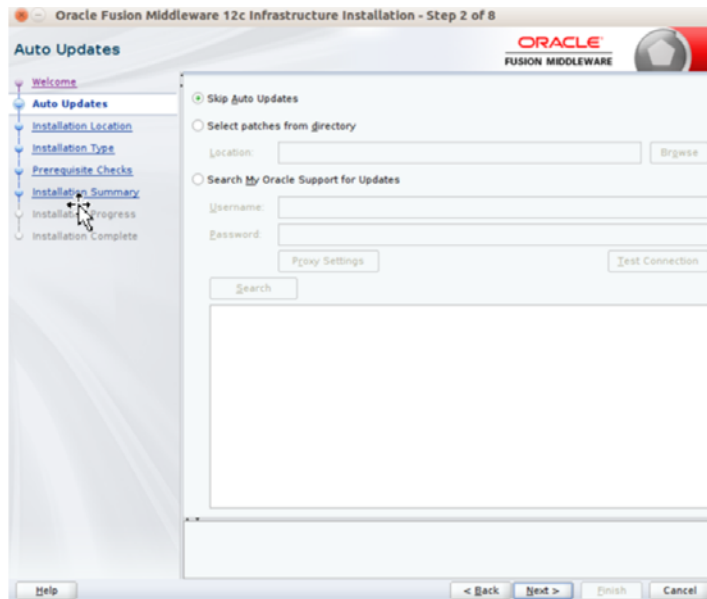 Oracle Fusion Middleware 12c Infrastructure Installation - Step 2 of 8
Auto Updates
ORACLE
FUSION MIDDLEWARE
Welcome
Auto Updates
Installation Location
Installation Type
Prerequisite Checks
Installation Summary
Installation Progress
Installation Complete
Skip Auto Updates
Select patches from directory
Location:
Browse
Search My Oracle Support for Updates
Username:
Password:
Proxy Settings
Test Connection
Search
Help
< Back
Next >
Finish
Cancel